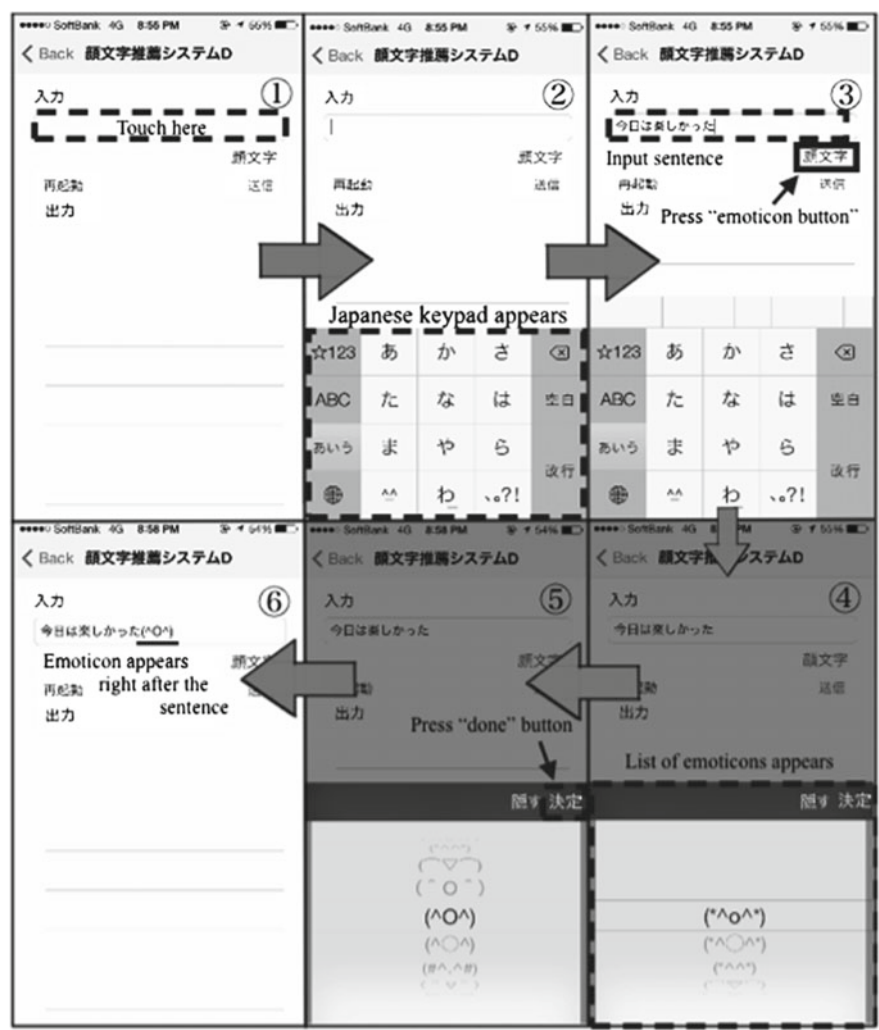 SoftBank 4G 8:55 PM 55%
Back 顔文字推薦システムD
入力
①
Touch here
顔文字
再起動 送信
出力
SoftBank 4G 8:55 PM 55%
Back 顔文字推薦システムD
入力
②
顔文字
再起動 送信
出力
Japanese keypad appears
☆123 あ か さ
ABC た な は 空白
あいう ま や ら
改行
^^ わ 、。?!
SoftBank 4G 8:55 PM 55%
Back 顔文字推薦システムD
入力
③
今日は楽しかった
Input sentence 顔文字
再起動 送信
出力
Press “emoticon button”
☆123 あ か さ
ABC た な は 空白
あいう ま や ら
改行
^^ わ 、。?!
SoftBank 4G 8: PM 55%
Back 顔文字推 システムD
入力
④
今日は楽しかった
顔文字
動 送信
出力
List of emoticons appears
隠す 決定
(*^o^*)
(*^◯^*)
(*^^*)
SoftBank 4G 8:58 PM 54%
Back 顔文字推薦システムD
入力
⑤
今日は楽しかった
顔文字
動
出力
Press “done” button
隠す 決定
(⌒▽⌒)
(＾O＾)
(^O^)
(^◯^)
(#^.^#)
SoftBank 4G 8:58 PM 54%
Back 顔文字推薦システムD
入力
⑥
今日は楽しかった(^O^)
Emoticon appears 顔文
再起動 right after the
出力 sentence